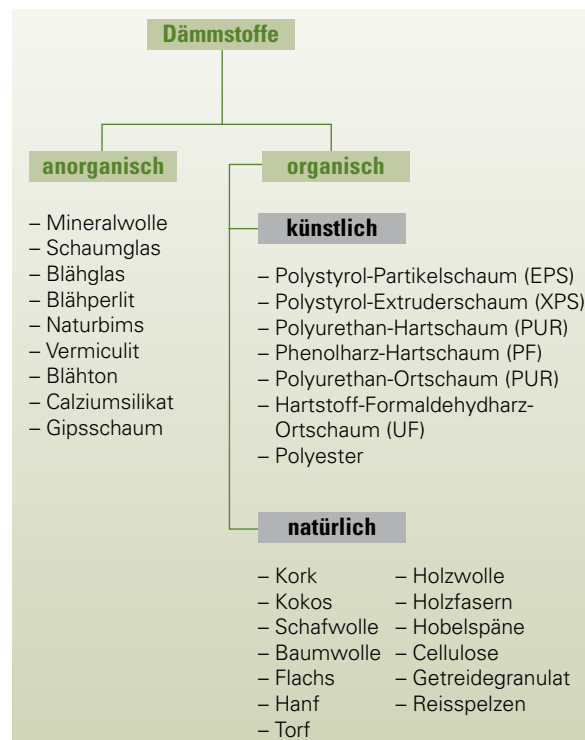 Dämmstoffe
anorganisch
– Mineralwolle
– Schaumglas
– Blähglas
– Blähperlit
– Naturbims
– Vermiculit
– Blähton
– Calziumsilikat
– Gipsschaum
organisch
künstlich
– Polystyrol-Partikelschaum (EPS)
– Polystyrol-Extruderschaum (XPS)
– Polyurethan-Hartschaum (PUR)
– Phenolharz-Hartschaum (PF)
– Polyurethan-Ortschaum (PUR)
– Hartstoff-Formaldehydharz-
Ortschaum (UF)
– Polyester
natürlich
– Kork
– Kokos
– Schafwolle
– Baumwolle
– Flachs
– Hanf
– Torf
– Holzwolle
– Holzfasern
– Hobelspäne
– Cellulose
– Getreidegranulat
– Reisspelzen